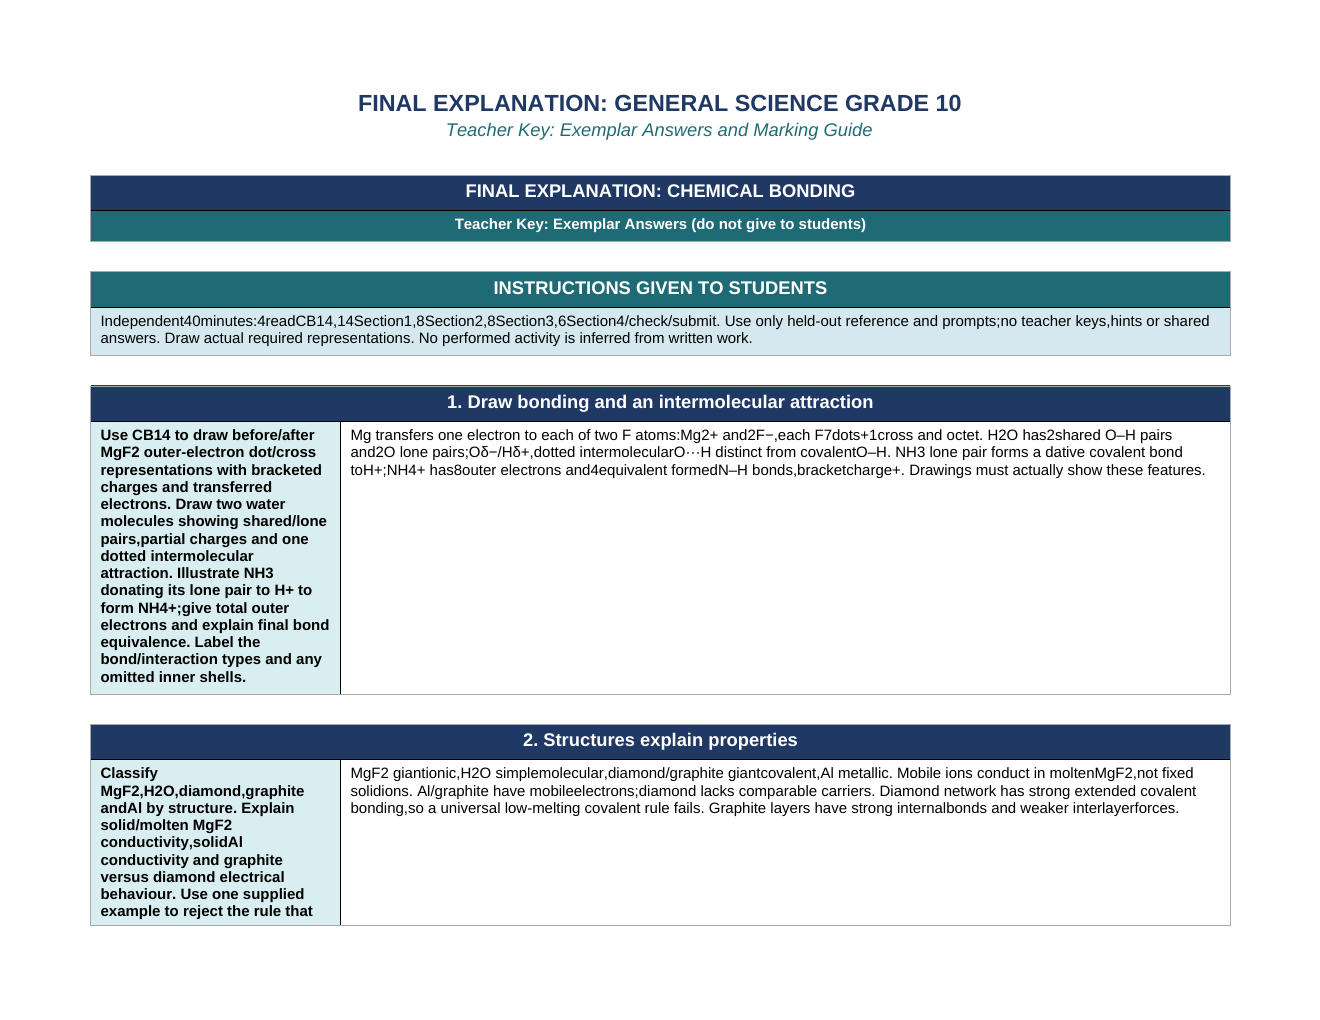 FINAL EXPLANATION: GENERAL SCIENCE GRADE 10
Teacher Key: Exemplar Answers and Marking Guide
FINAL EXPLANATION: CHEMICAL BONDING
Teacher Key: Exemplar Answers (do not give to students)
INSTRUCTIONS GIVEN TO STUDENTS
Independent40minutes:4readCB14,14Section1,8Section2,8Section3,6Section4/check/submit. Use only held-out reference and prompts;no teacher keys,hints or shared
answers. Draw actual required representations. No performed activity is inferred from written work.
1. Draw bonding and an intermolecular attraction
Use CB14 to draw before/after
MgF2 outer-electron dot/cross
representations with bracketed
charges and transferred
electrons. Draw two water
molecules showing shared/lone
pairs,partial charges and one
dotted intermolecular
attraction. Illustrate NH3
donating its lone pair to H+ to
form NH4+;give total outer
electrons and explain final bond
equivalence. Label the
bond/interaction types and any
omitted inner shells.
Mg transfers one electron to each of two F atoms:Mg2+ and2F−,each F7dots+1cross and octet. H2O has2shared O–H pairs
and2O lone pairs;Oδ−/Hδ+,dotted intermolecularO···H distinct from covalentO–H. NH3 lone pair forms a dative covalent bond
toH+;NH4+ has8outer electrons and4equivalent formedN–H bonds,bracketcharge+. Drawings must actually show these features.
2. Structures explain properties
Classify
MgF2,H2O,diamond,graphite
andAl by structure. Explain
solid/molten MgF2
conductivity,solidAl
conductivity and graphite
versus diamond electrical
behaviour. Use one supplied
example to reject the rule that
MgF2 giantionic,H2O simplemolecular,diamond/graphite giantcovalent,Al metallic. Mobile ions conduct in moltenMgF2,not fixed
solidions. Al/graphite have mobileelectrons;diamond lacks comparable carriers. Diamond network has strong extended covalent
bonding,so a universal low-melting covalent rule fails. Graphite layers have strong internalbonds and weaker interlayerforces.